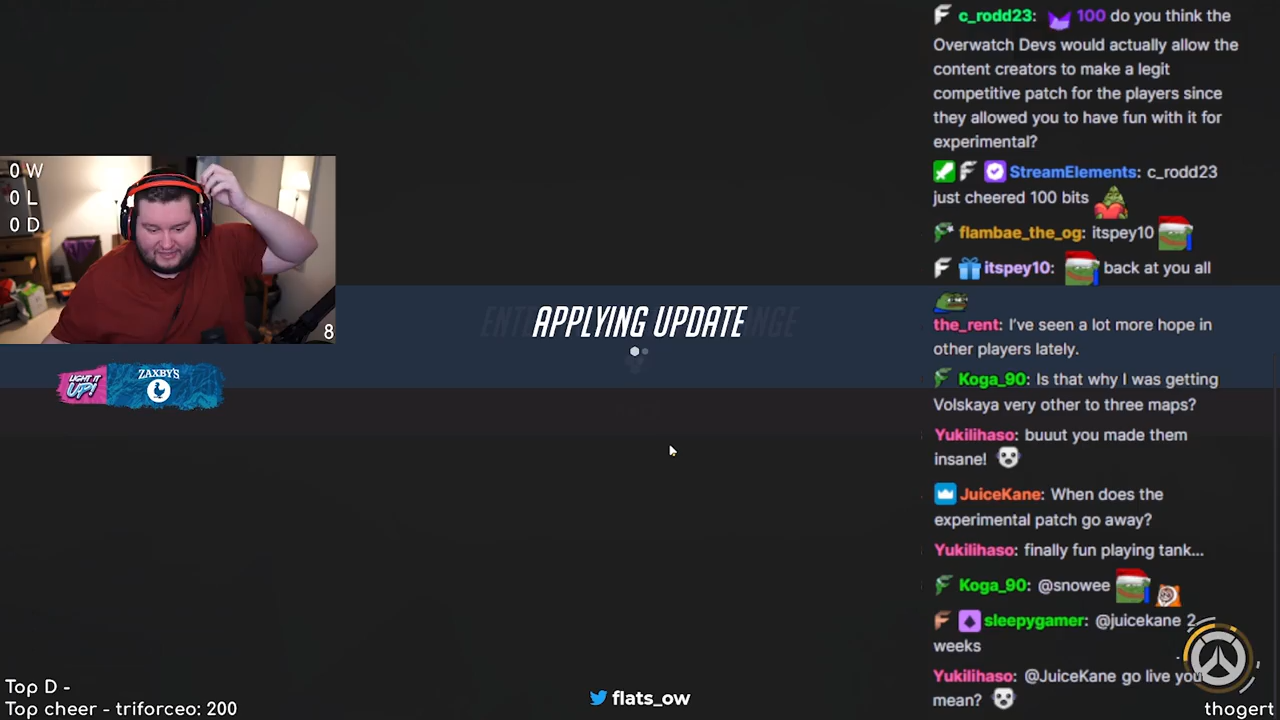 c_rodd23: 100 do you think the
Overwatch Devs would actually allow the
content creators to make a legit
competitive patch for the players since
they allowed you to have fun with it for
experimental?
StreamElements: c_rodd23
just cheered 100 bits
flambae_the_og: itspey10
itspey10: back at you all
the_rent: I've seen a lot more hope in
other players lately.
Koga_90: Is that why I was getting
Volskaya very other to three maps?
Yukilihaso: buuut you made them
insane!
JuiceKane: When does the
experimental patch go away?
Yukilihaso: finally fun playing tank...
Koga_90: @snowee
sleepygamer: @juicekane 2
weeks
Yukilihaso: @JuiceKane go live you
mean?
0 W
0 L
0 D
8
LIGHT IT
UP!
ZAXBY'S
APPLYING UPDATE
Top D -
Top cheer - triforceo: 200
flats_ow
thogert